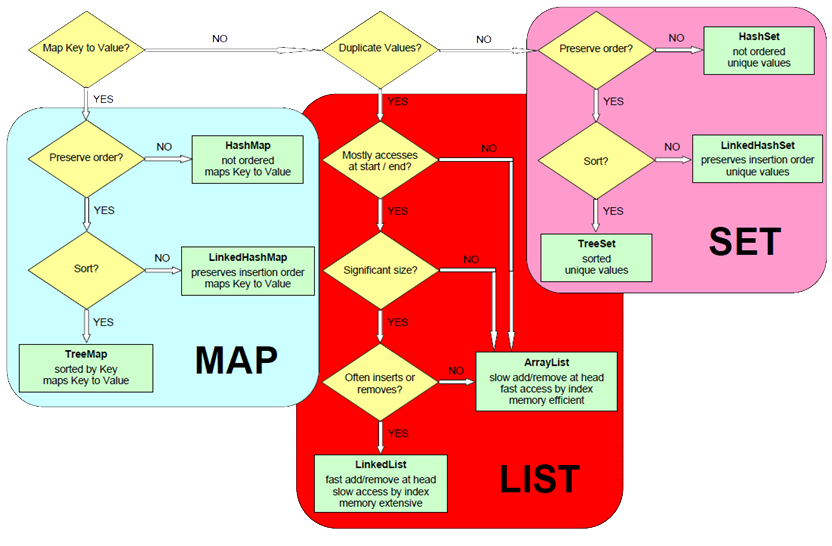 Map Key to Value?
NO
Duplicate Values?
NO
Preserve order?
NO
HashSet
not ordered
unique values
YES
YES
YES
Preserve order?
NO
HashMap
not ordered
maps Key to Value
Mostly accesses
at start / end?
NO
Sort?
NO
LinkedHashSet
preserves insertion order
unique values
YES
YES
YES
TreeSet
sorted
unique values
SET
Sort?
NO
LinkedHashMap
preserves insertion order
maps Key to Value
Significant size?
NO
YES
YES
TreeMap
sorted by Key
maps Key to Value
MAP
Often inserts or
removes?
NO
ArrayList
slow add/remove at head
fast access by index
memory efficient
YES
LinkedList
fast add/remove at head
slow access by index
memory extensive
LIST